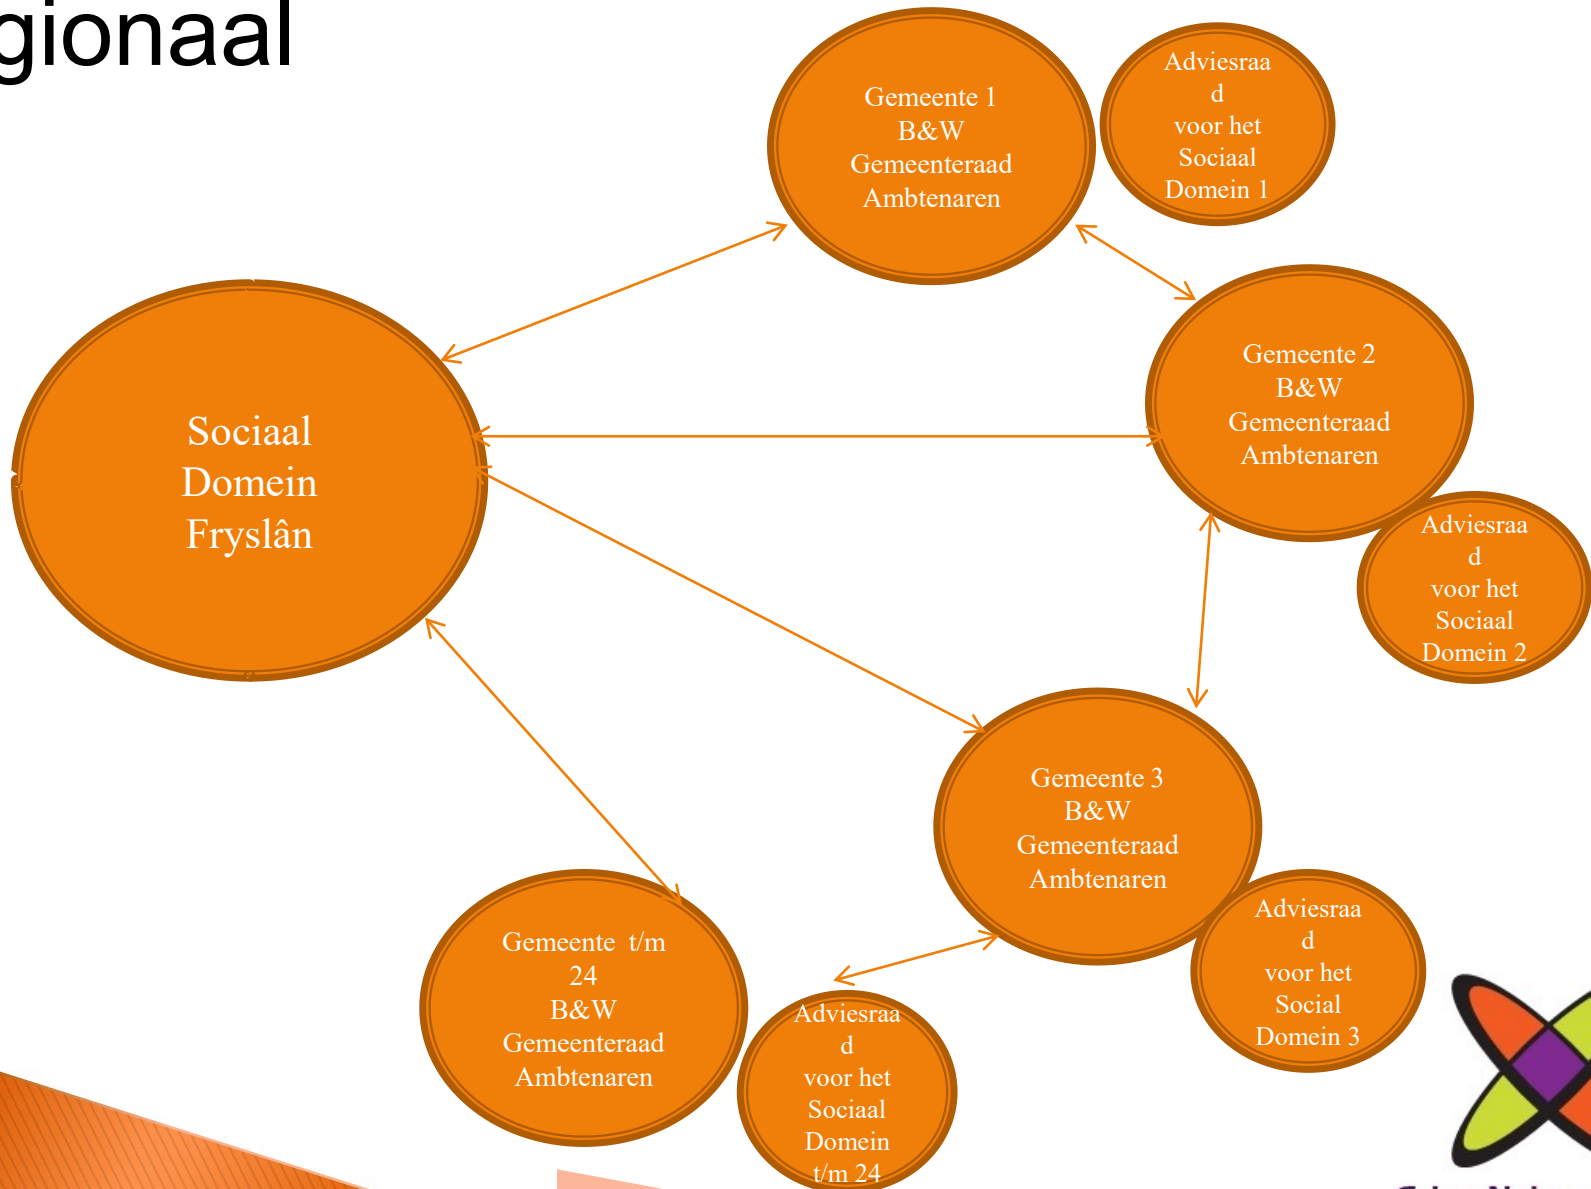 gionaal
Gemeente 1
B&W
Gemeenteraad
Ambtenaren
Adviesraa
d
voor het
Sociaal
Domein 1
Sociaal
Domein
Fryslân
Gemeente 2
B&W
Gemeenteraad
Ambtenaren
Adviesraa
d
voor het
Sociaal
Domein 2
Gemeente 3
B&W
Gemeenteraad
Ambtenaren
Adviesraa
d
voor het
Social
Domein 3
Gemeente t/m
24
B&W
Gemeenteraad
Ambtenaren
Adviesraa
d
voor het
Sociaal
Domein
t/m 24